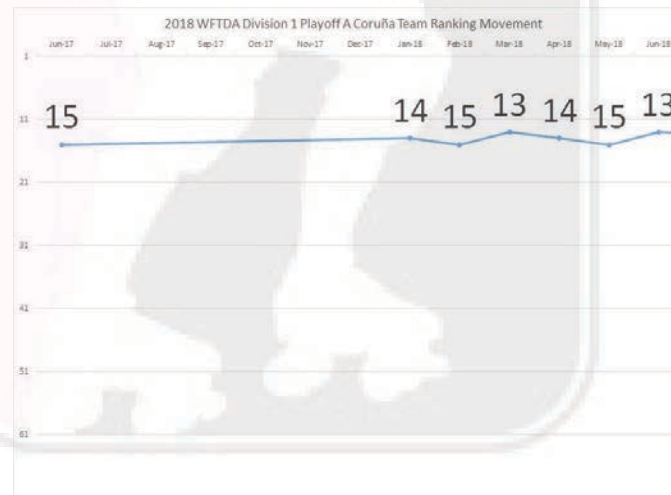 2018 WFTDA Division 1 Playoff A Coruña Team Ranking Movement
Jun-17 Jul-17 Aug-17 Sep-17 Oct-17 Nov-17 Dec-17 Jan-18 Feb-18 Mar-18 Apr-18 May-18 Jun-18
1
11
15 14 15 13 14 15 13
21
31
41
51
61